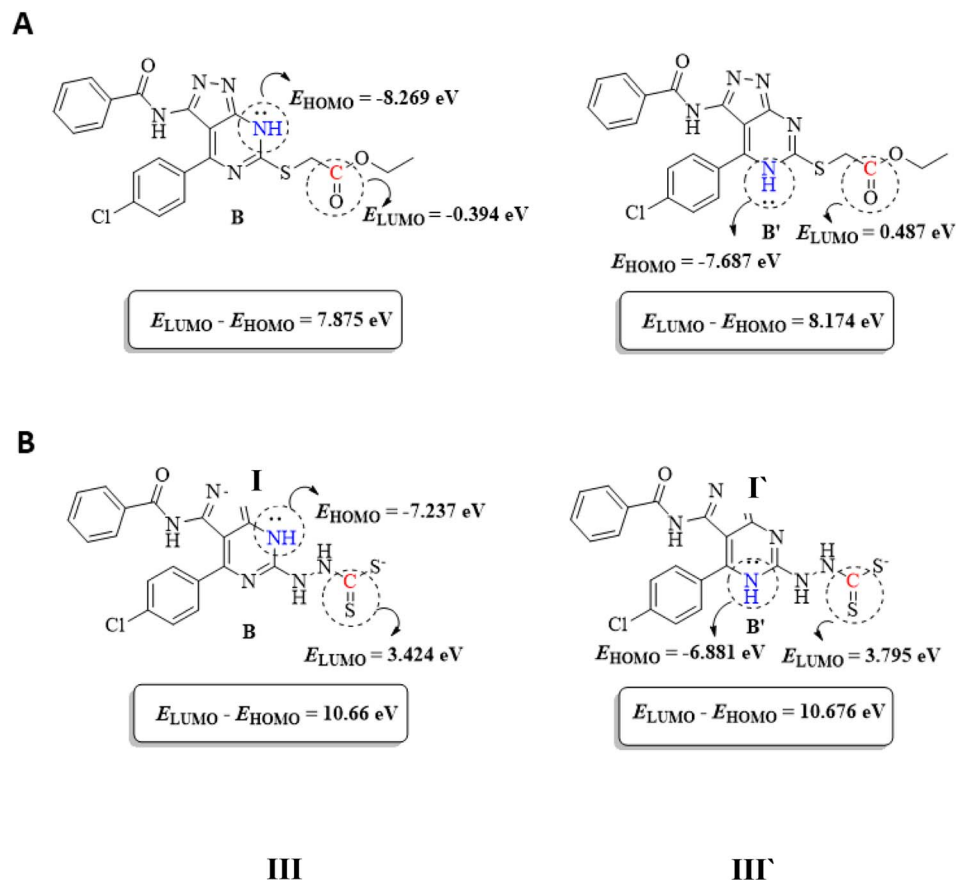 A
O
N
N
N
H
NH
E_HOMO = -8.269 eV
N
S
C
O
O
Cl
B
E_LUMO = -0.394 eV
E_LUMO - E_HOMO = 7.875 eV
O
N
N
N
H
N
N
H
S
C
O
O
Cl
B'
E_LUMO = 0.487 eV
E_HOMO = -7.687 eV
E_LUMO - E_HOMO = 8.174 eV
B
O
N-
I
N
H
NH
E_HOMO = -7.237 eV
N
N
H
H
N
C
S-
S
Cl
B
E_LUMO = 3.424 eV
E_LUMO - E_HOMO = 10.66 eV
O
N
I`
N
H
N
N
H
N
H
H
N
C
S-
S
Cl
B'
E_HOMO = -6.881 eV
E_LUMO = 3.795 eV
E_LUMO - E_HOMO = 10.676 eV
III
III`